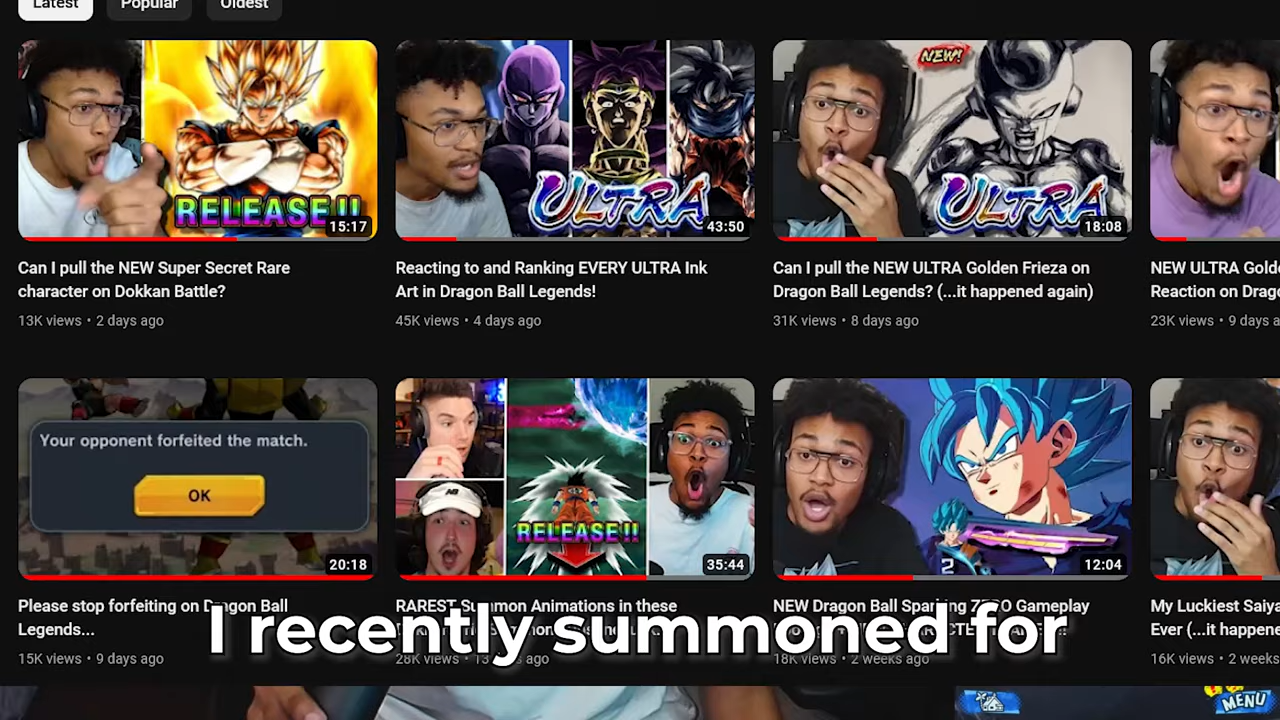 Latest
Popular
Oldest
RELEASE!!
15:17
ULTRA
43:50
NEW!
ULTRA
18:08
Can I pull the NEW Super Secret Rare
character on Dokkan Battle?
13K views • 2 days ago
Reacting to and Ranking EVERY ULTRA Ink
Art in Dragon Ball Legends!
45K views • 4 days ago
Can I pull the NEW ULTRA Golden Frieza on
Dragon Ball Legends? (...it happened again)
31K views • 8 days ago
NEW ULTRA Gold
Reaction on Drag
23K views • 9 days a
Your opponent forfeited the match.
OK
20:18
RELEASE!!
35:44
2
12:04
Please stop forfeiting on Dragon Ball
Legends...
15K views • 9 days ago
RAREST Summon Animations in these
28K views • 13 days ago
NEW Dragon Ball Sparking ZERO Gameplay
18K views • 2 weeks ago
My Luckiest Saiya
Ever (...it happene
16K views • 2 weeks
I recently summoned for
MENU